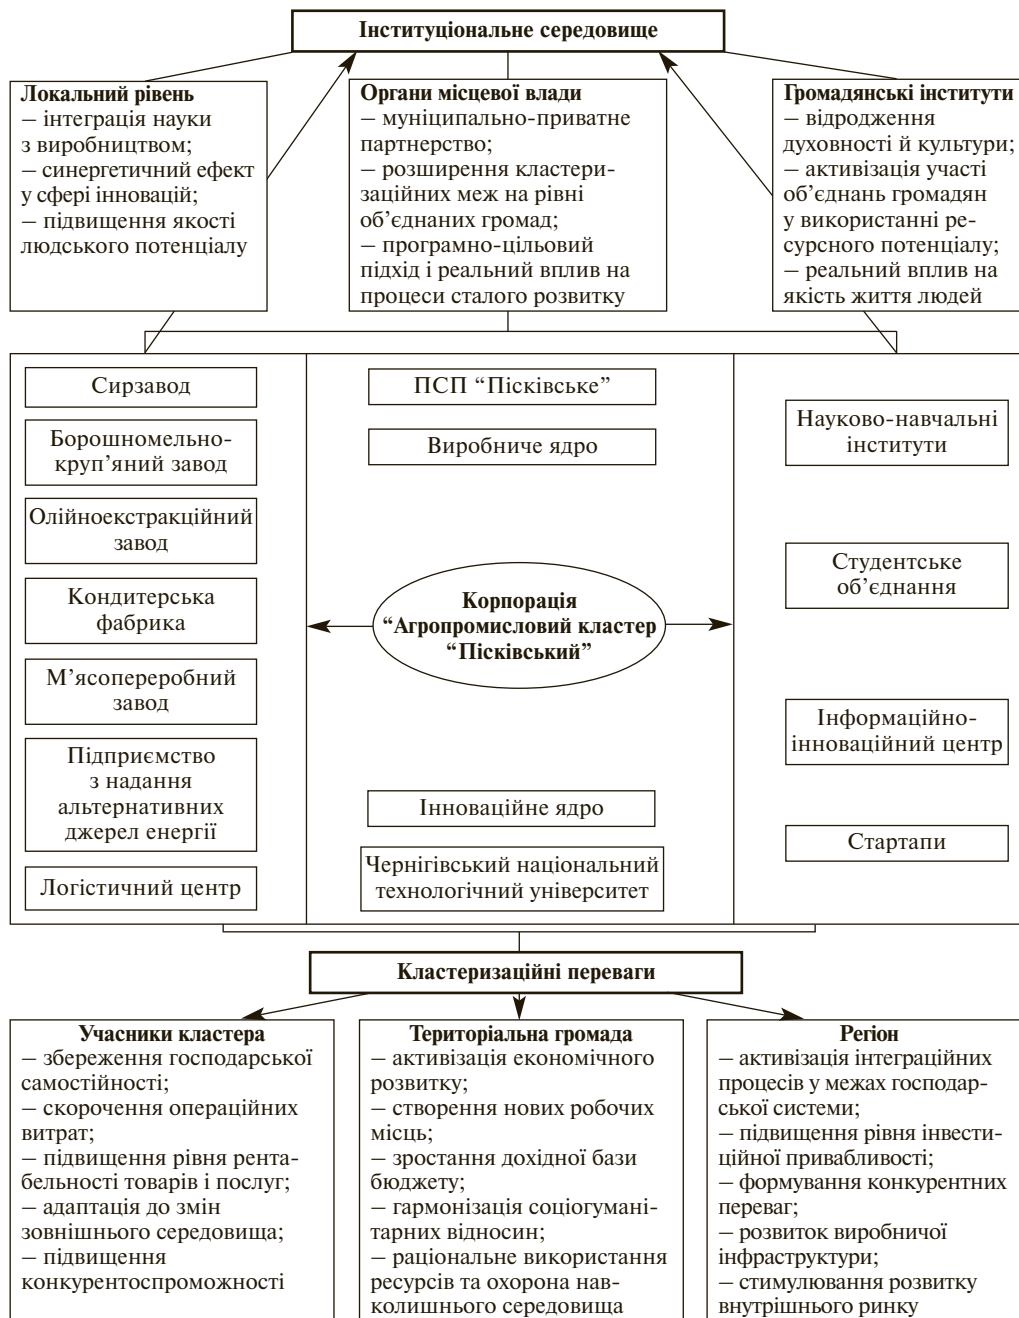 Інституціональне середовище
Локальний рівень
– інтеграція науки
з виробництвом;
– синергетичний ефект
у сфері інновацій;
– підвищення якості
людського потенціалу
Органи місцевої влади
– муніципально-приватне
партнерство;
– розширення кластери-
заційних меж на рівні
об’єднаних громад;
– програмно-цільовий
підхід і реальний вплив на
процеси сталого розвитку
Громадянські інститути
– відродження
духовності й культури;
– активізація участі
об’єднань громадян
у використанні ре-
сурсного потенціалу;
– реальний вплив на
якість життя людей
Сирзавод
Борошномельно-
круп’яний завод
Олійноекстракційний
завод
Кондитерська
фабрика
М’ясопереробний
завод
Підприємство
з надання
альтернативних
джерел енергії
Логістичний центр
ПСП “Пісківське”
Виробниче ядро
Корпорація
“Агропромисловий кластер
“Пісківський”
Інноваційне ядро
Чернігівський національний
технологічний університет
Науково-навчальні
інститути
Студентське
об’єднання
Інформаційно-
інноваційний центр
Стартапи
Кластеризаційні переваги
Учасники кластера
– збереження господарської
самостійності;
– скорочення операційних
витрат;
– підвищення рівня рента-
бельності товарів і послуг;
– адаптація до змін
зовнішнього середовища;
– підвищення
конкурентоспроможності
Територіальна громада
– активізація економічного
розвитку;
– створення нових робочих
місць;
– зростання дохідної бази
бюджету;
– гармонізація соціогумані-
тарних відносин;
– раціональне використання
ресурсів та охорона нав-
колишнього середовища
Регіон
– активізація інтеграційних
процесів у межах господар-
ської системи;
– підвищення рівня інвести-
ційної привабливості;
– формування конкурентних
переваг;
– розвиток виробничої
інфраструктури;
– стимулювання розвитку
внутрішнього ринку